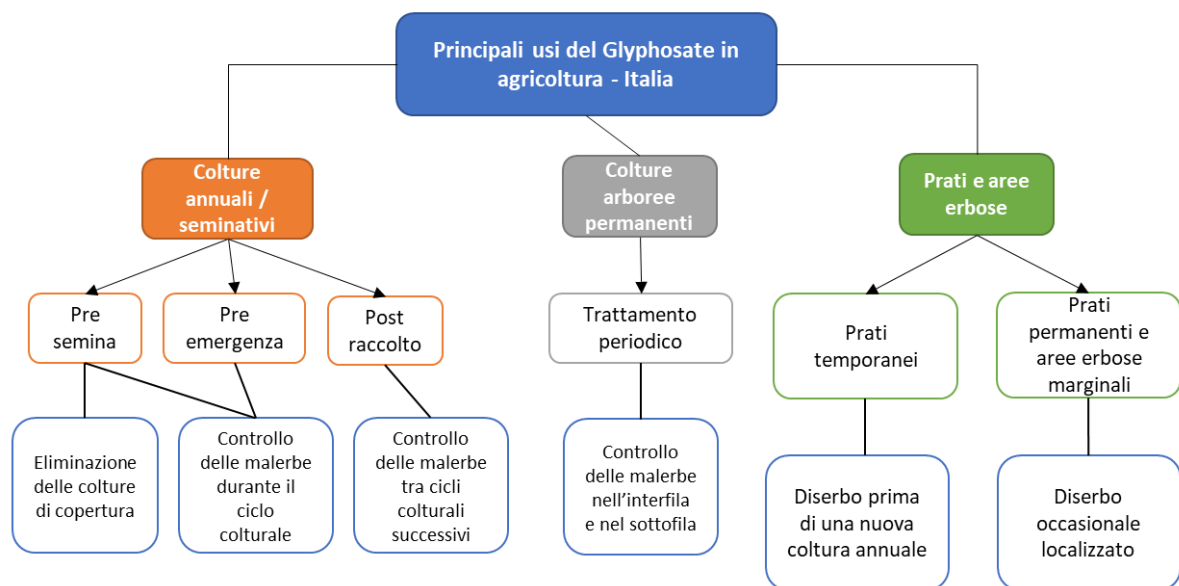 Principali usi del Glyphosate in
agricoltura - Italia
Colture
annuali /
seminativi
Colture
arboree
permanenti
Prati e aree
erbose
Pre
semina
Pre
emergenza
Post
raccolto
Trattamento
periodico
Prati
temporanei
Prati
permanenti e
aree erbose
marginali
Eliminazione
delle colture
di copertura
Controllo
delle malerbe
durante il
ciclo
colturale
Controllo
delle malerbe
tra cicli
colturali
successivi
Controllo
delle malerbe
nell'interfila
e nel sottofila
Diserbo prima
di una nuova
coltura annuale
Diserbo
occasionale
localizzato